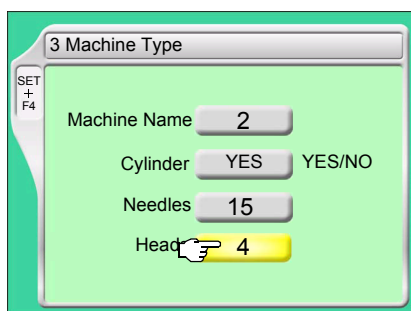 3 Machine Type
SET
+
F4
Machine Name 2
Cylinder YES YES/NO
Needles 15
Head 4